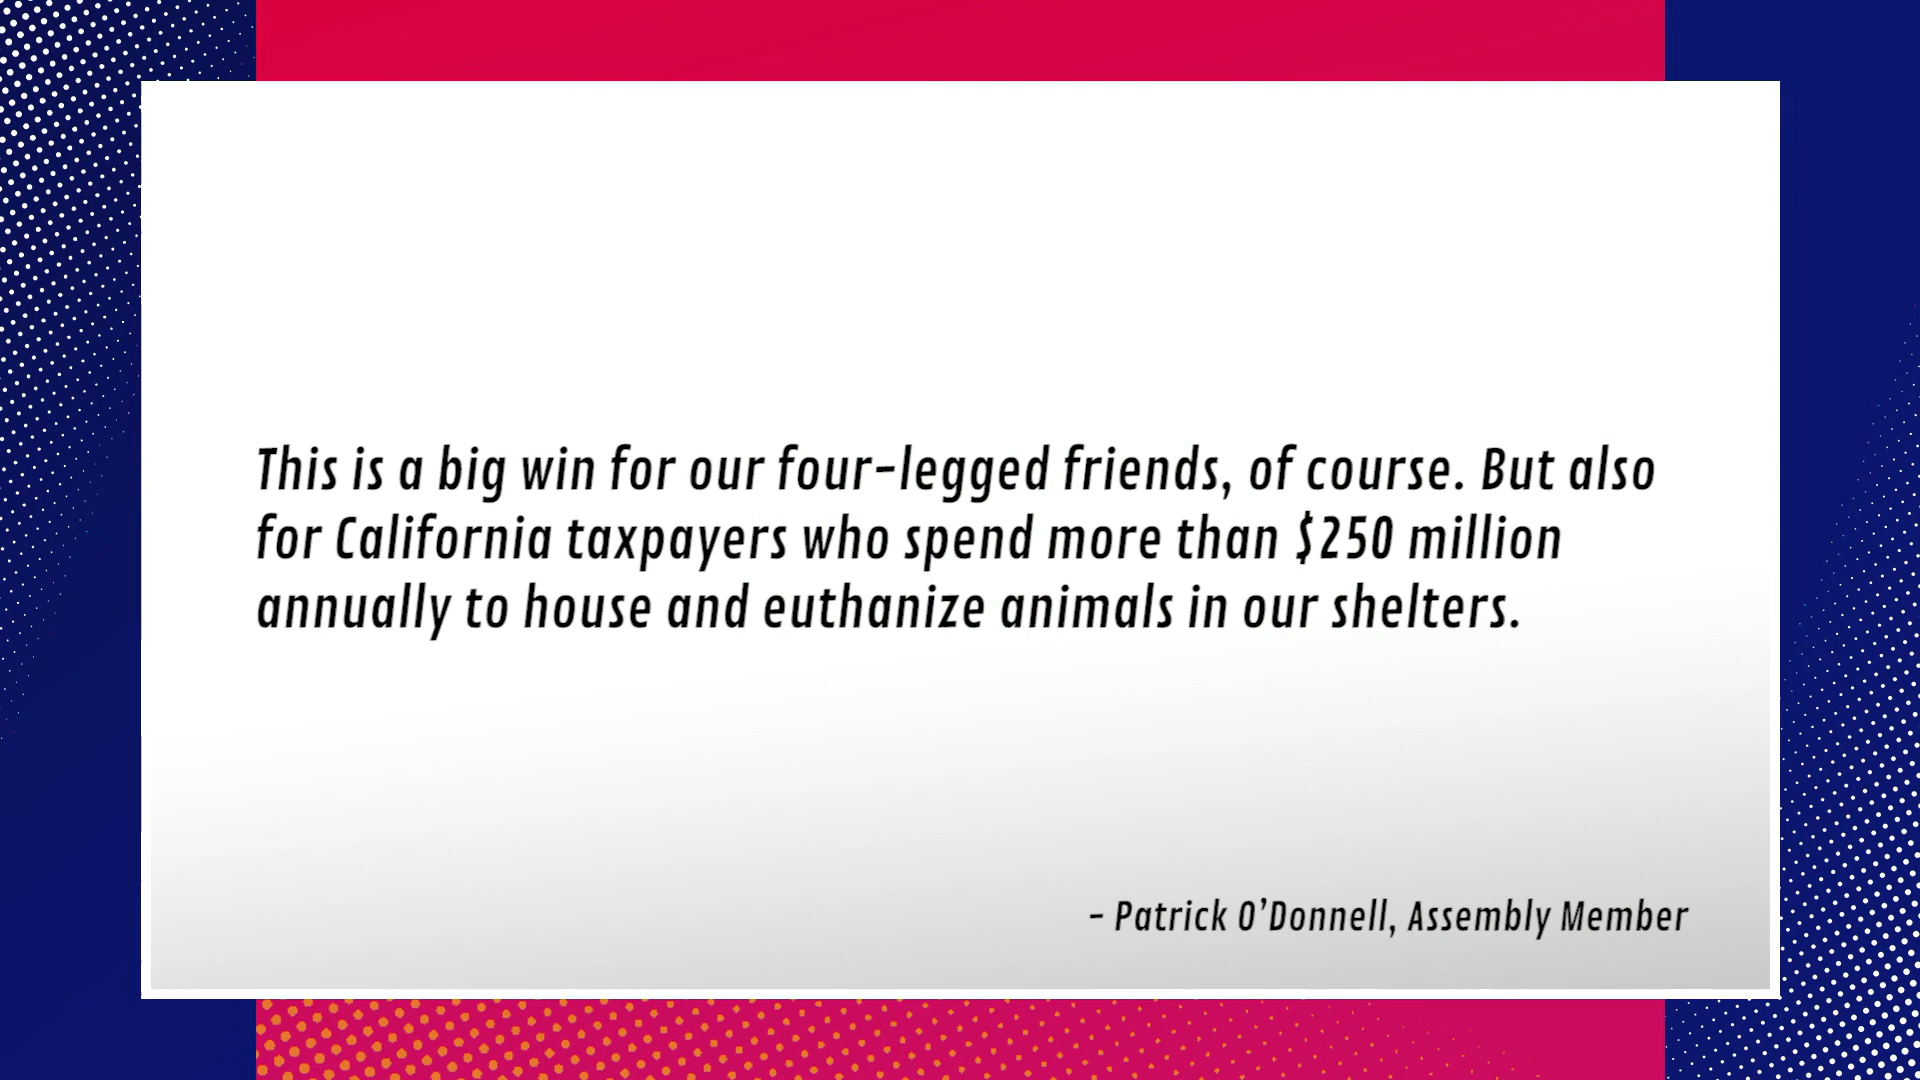 This is a big win for our four-legged friends, of course. But also
for California taxpayers who spend more than $250 million
annually to house and euthanize animals in our shelters.
- Patrick O’Donnell, Assembly Member